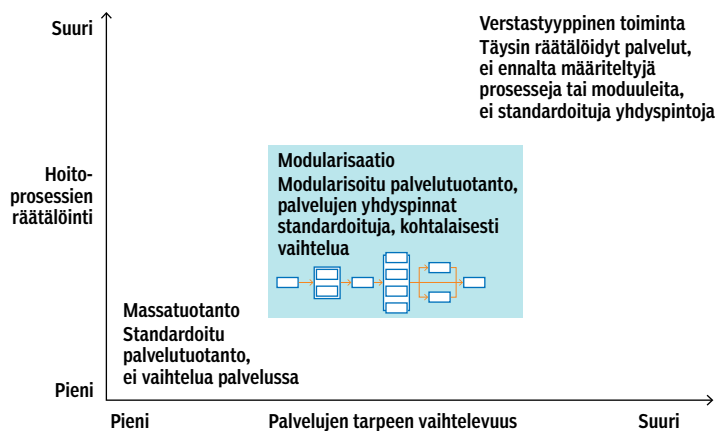 Suuri
Verstastyyppinen toiminta
Täysin räätälöidyt palvelut,
ei ennalta määriteltyjä
prosesseja tai moduuleita,
ei standardoituja yhdyspintoja
Hoito-
prosessien
räätälöinti
Modularisaatio
Modularisoitu palvelutuotanto,
palvelujen yhdyspinnat
standardoituja, kohtalaisesti
vaihtelua
Massatuotanto
Standardoitu
palvelutuotanto,
ei vaihtelua palvelussa
Pieni
Pieni
Palvelujen tarpeen vaihtelevuus
Suuri